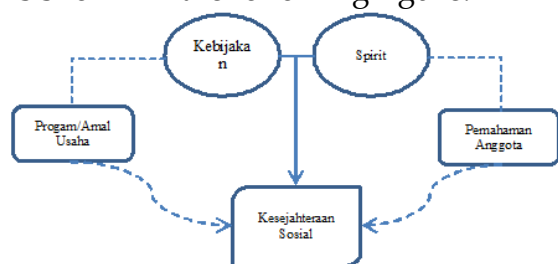 Kebijaka
n
Spirit
Progam/Amal
Usaha
Pemahaman
Anggota
Kesejahteraan
Sosial